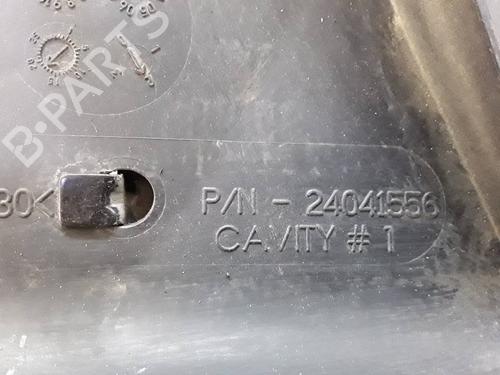 B-PARTS
30<
P/N - 24041556
CAVITY # 1